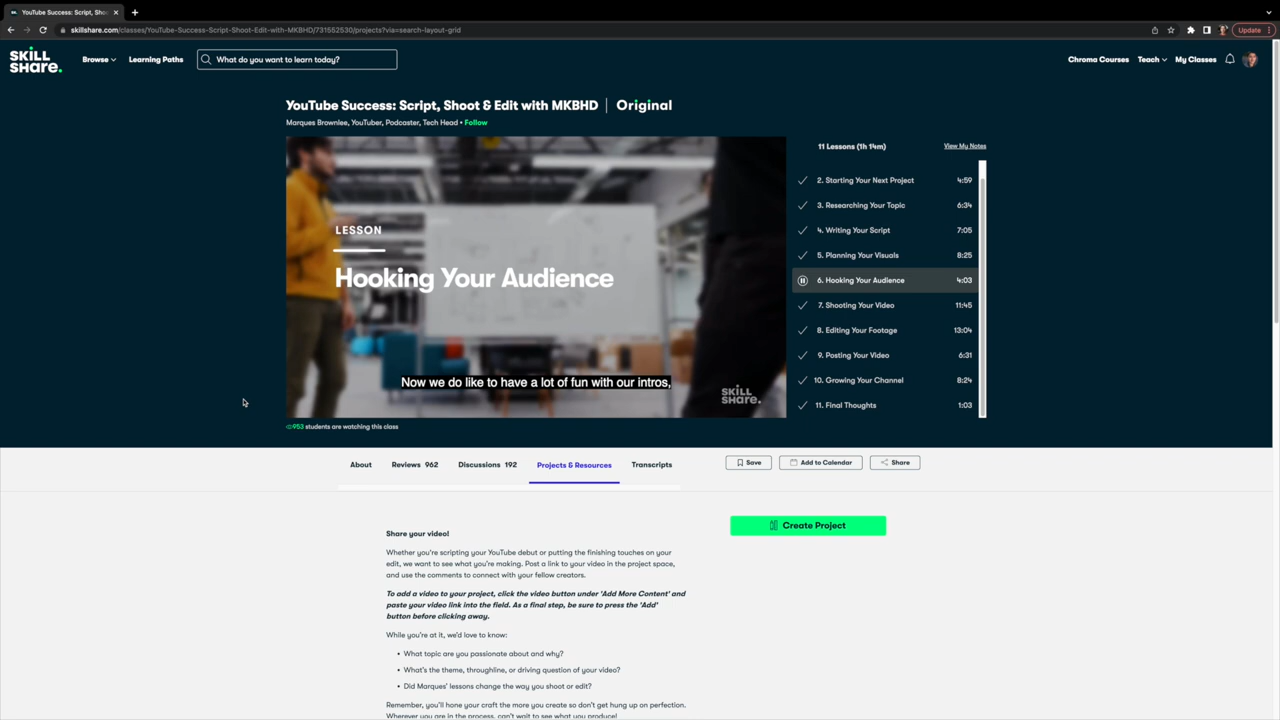 YouTube Success: Script, Sh
skillshare.com/classes/YouTube-Success-Script-Shoot-Edit-with-MKBHD/731552530/projects?via=search-layout-grid
Update
SKILL SHARE.
Browse
Learning Paths
What do you want to learn today?
Chroma Courses
Teach
My Classes
YouTube Success: Script, Shoot & Edit with MKBHD | Original
Marques Brownlee, YouTuber, Podcaster, Tech Head • Follow
LESSON
Hooking Your Audience
Now we do like to have a lot of fun with our intros,
SKILL SHARE.
953 students are watching this class
11 Lessons (1h 14m)
View My Notes
2. Starting Your Next Project 4:59
3. Researching Your Topic 6:34
4. Writing Your Script 7:05
5. Planning Your Visuals 8:25
6. Hooking Your Audience 4:03
7. Shooting Your Video 11:45
8. Editing Your Footage 13:04
9. Posting Your Video 6:31
10. Growing Your Channel 8:24
11. Final Thoughts 1:03
About
Reviews 962
Discussions 192
Projects & Resources
Transcripts
Save
Add to Calendar
Share
Create Project
Share your video!
Whether you're scripting your YouTube debut or putting the finishing touches on your
edit, we want to see what you're making. Post a link to your video in the project space,
and use the comments to connect with your fellow creators.
To add a video to your project, click the video button under 'Add More Content' and
paste your video link into the field. As a final step, be sure to press the 'Add'
button before clicking away.
While you're at it, we'd love to know:
• What topic are you passionate about and why?
• What's the theme, throughline, or driving question of your video?
• Did Marques' lessons change the way you shoot or edit?
Remember, you'll hone your craft the more you create so don't get hung up on perfection.
Wherever you are in the process, can't wait to see what you produce!